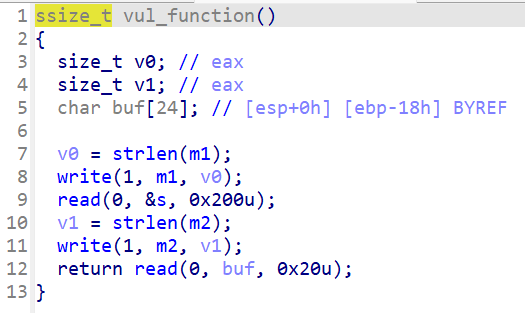 1 ssize_t vul_function()
2 {
3 size_t v0; // eax
4 size_t v1; // eax
5 char buf[24]; // [esp+0h] [ebp-18h] BYREF
6
7 v0 = strlen(m1);
8 write(1, m1, v0);
9 read(0, &s, 0x200u);
10 v1 = strlen(m2);
11 write(1, m2, v1);
12 return read(0, buf, 0x20u);
13 }